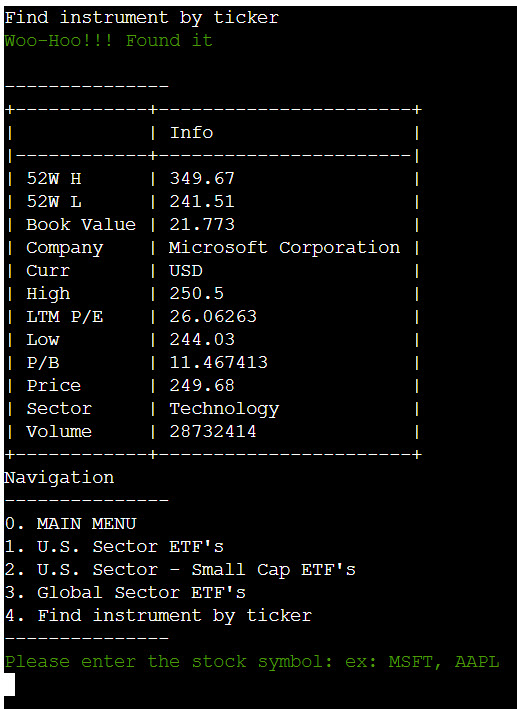 Find instrument by ticker
Woo-Hoo!!! Found it
---------------
+------------+-----------------------+
|            | Info                  |
|------------+-----------------------|
| 52W H      | 349.67                |
| 52W L      | 241.51                |
| Book Value | 21.773                |
| Company    | Microsoft Corporation |
| Curr       | USD                   |
| High       | 250.5                 |
| LTM P/E    | 26.06263              |
| Low        | 244.03                |
| P/B        | 11.467413             |
| Price      | 249.68                |
| Sector     | Technology            |
| Volume     | 28732414              |
+------------+-----------------------+
Navigation
---------------
0. MAIN MENU
1. U.S. Sector ETF's
2. U.S. Sector - Small Cap ETF's
3. Global Sector ETF's
4. Find instrument by ticker
---------------
Please enter the stock symbol: ex: MSFT, AAPL